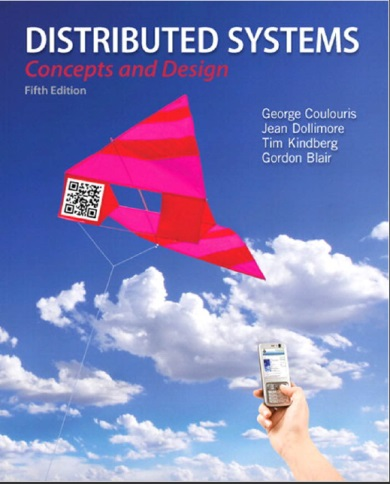 DISTRIBUTED SYSTEMS
Concepts and Design
Fifth Edition
George Coulouris
Jean Dollimore
Tim Kindberg
Gordon Blair